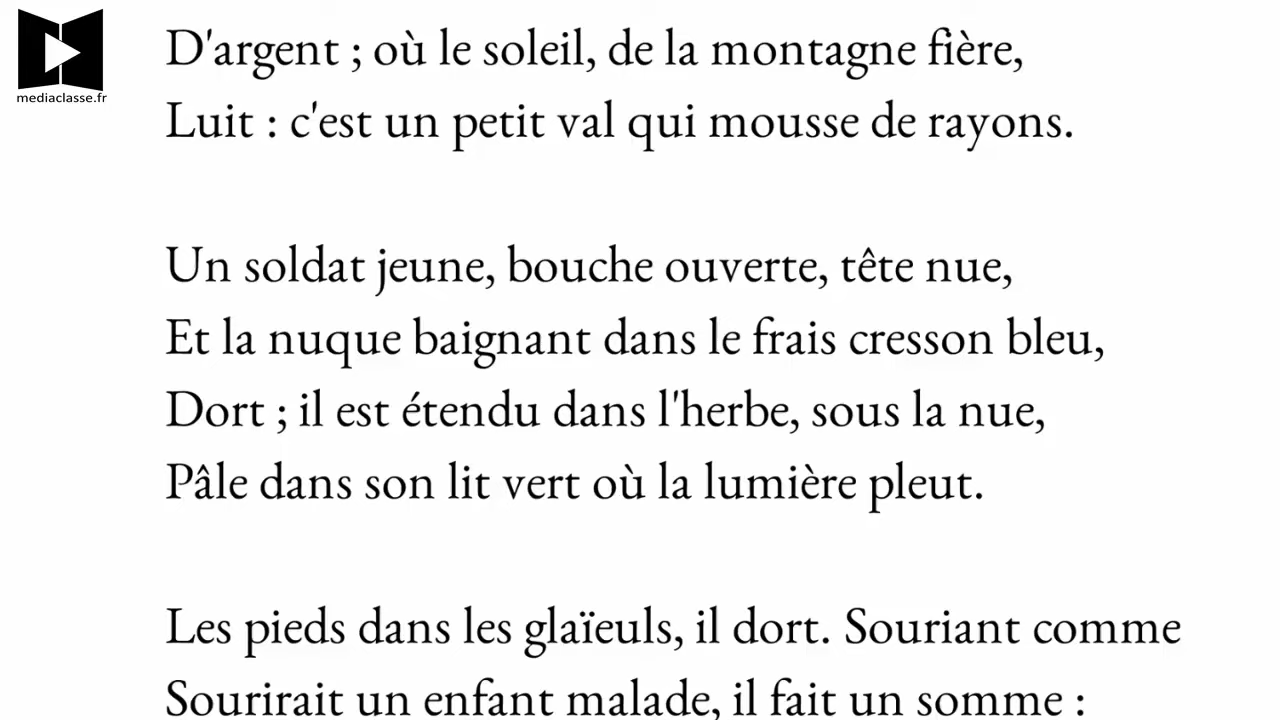 mediaclasse.fr
D'argent ; où le soleil, de la montagne fière,
Luit : c'est un petit val qui mousse de rayons.
Un soldat jeune, bouche ouverte, tête nue,
Et la nuque baignant dans le frais cresson bleu,
Dort ; il est étendu dans l'herbe, sous la nue,
Pâle dans son lit vert où la lumière pleut.
Les pieds dans les glaïeuls, il dort. Souriant comme
Sourirait un enfant malade, il fait un somme :